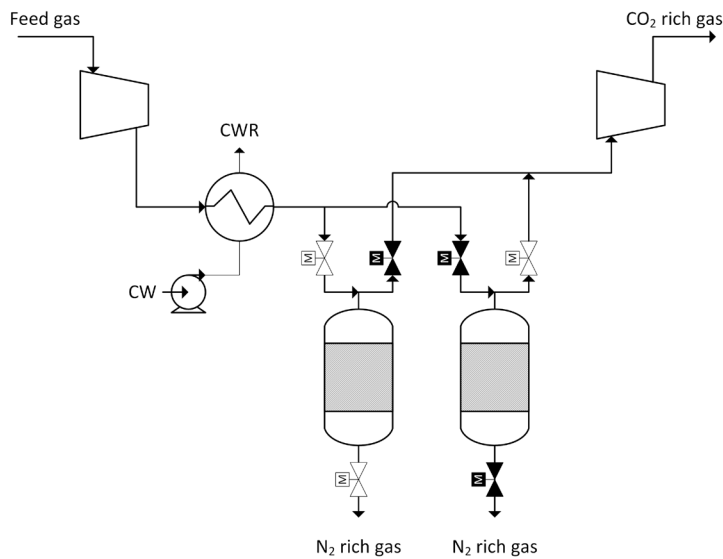 Feed gas
CO₂ rich gas
CWR
M
M
M
M
CW
M
M
N₂ rich gas
N₂ rich gas